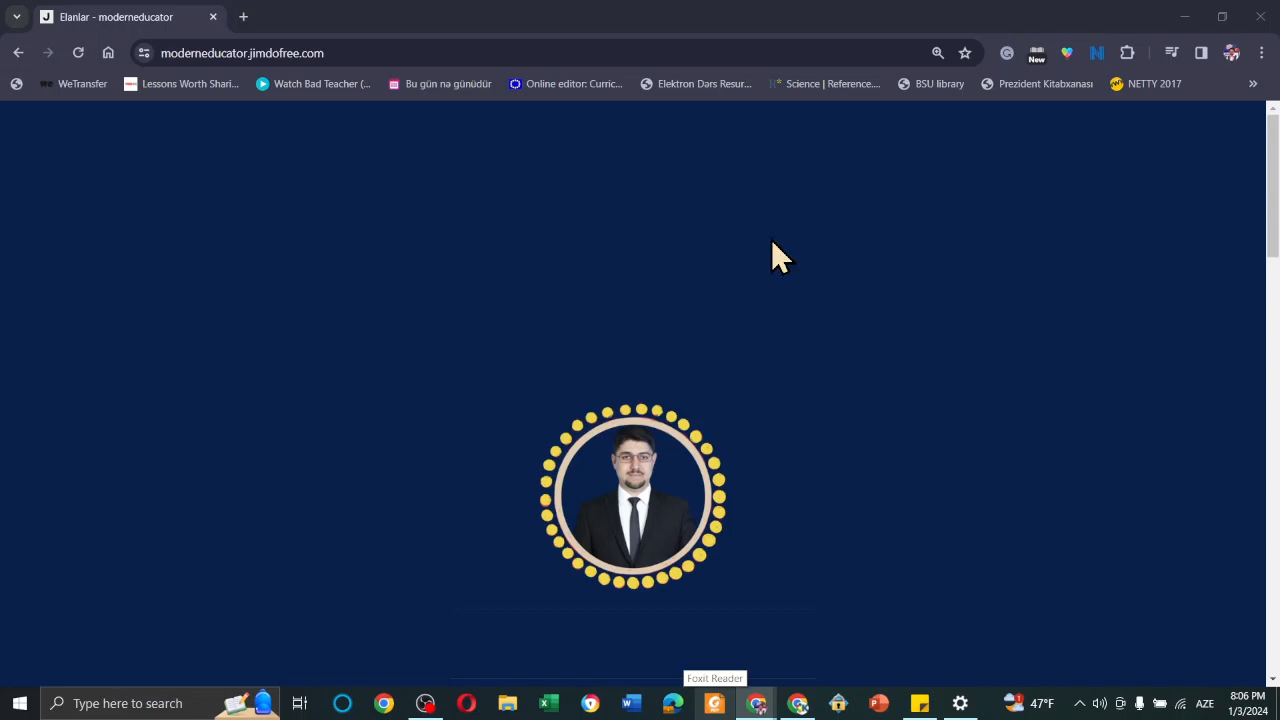 Elanlar - moderneducator
moderneducator.jimdofree.com
New
WeTransfer
Lessons Worth Shari...
Watch Bad Teacher (...
Bu gün nə günüdür
Online editor: Curric...
Elektron Dərs Resur...
Science | Reference....
BSU library
Prezident Kitabxanası
NETTY 2017
Foxit Reader
Type here to search
47°F
AZE
8:06 PM
1/3/2024